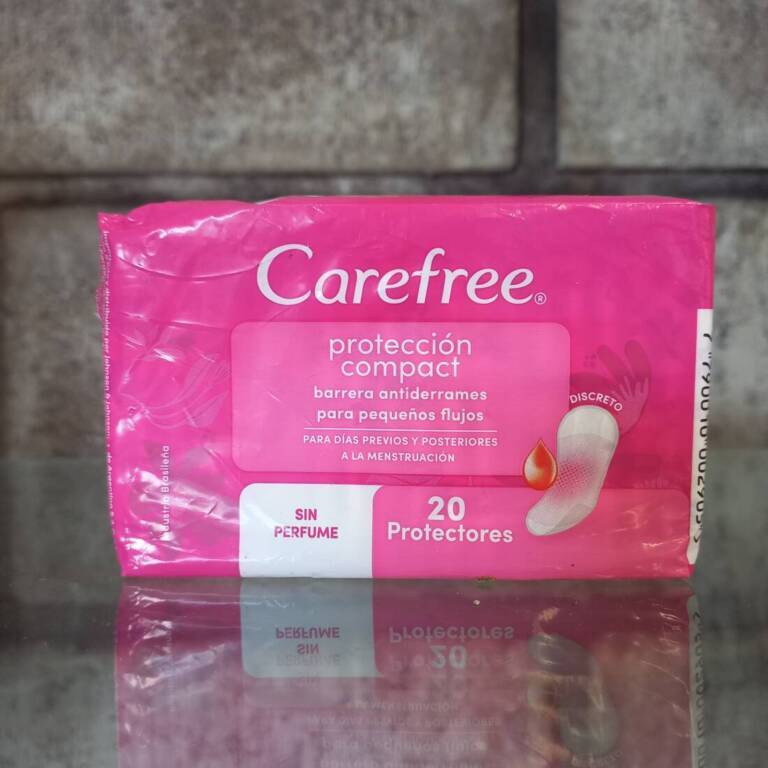 Carefree®
protección
compact
barrera antiderrames
para pequeños flujos
PARA DÍAS PREVIOS Y POSTERIORES
A LA MENSTRUACIÓN
DISCRETO
SIN
PERFUME
20
Protectores
Industria Brasileña